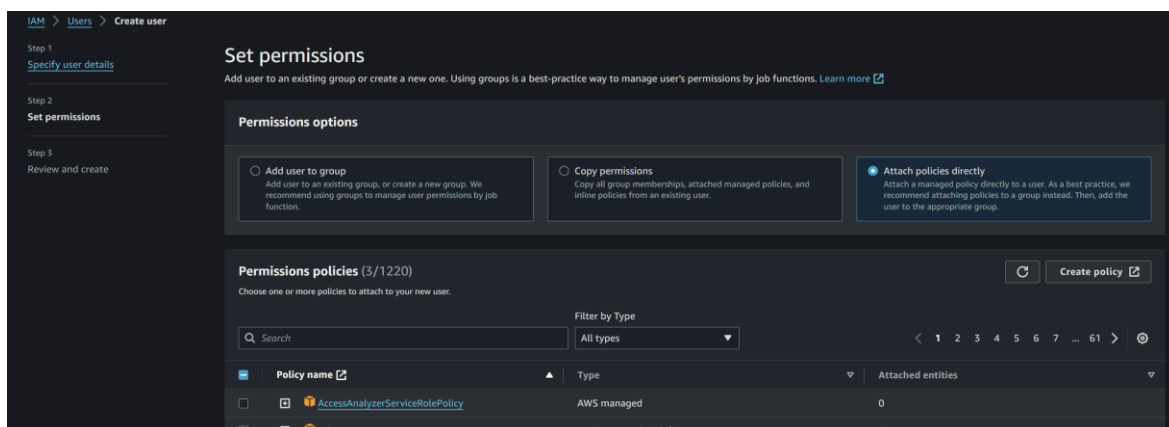 IAM > Users > Create user
Step 1
Specify user details
Step 2
Set permissions
Step 3
Review and create
Set permissions
Add user to an existing group or create a new one. Using groups is a best-practice way to manage user's permissions by job functions. Learn more
Permissions options
Add user to group
Add user to an existing group, or create a new group. We
recommend using groups to manage user permissions by job
function.
Copy permissions
Copy all group memberships, attached managed policies, and
inline policies from an existing user.
Attach policies directly
Attach a managed policy directly to a user. As a best practice, we
recommend attaching policies to a group instead. Then, add the
user to the appropriate group.
Permissions policies (3/1220)
Choose one or more policies to attach to your new user.
Create policy
Filter by Type
Search
All types
< 1 2 3 4 5 6 7 ... 61 >
Policy name
Type
Attached entities
AccessAnalyzerServiceRolePolicy
AWS managed
0